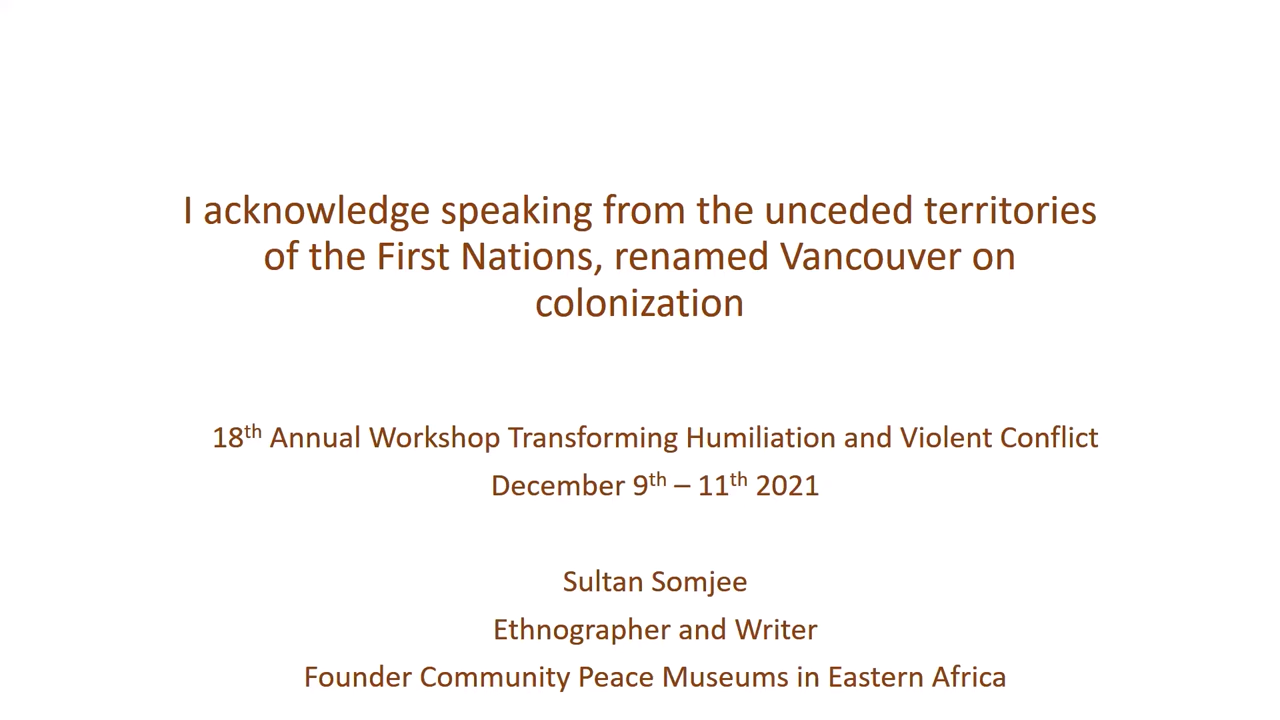 I acknowledge speaking from the unceded territories
of the First Nations, renamed Vancouver on
colonization
18th Annual Workshop Transforming Humiliation and Violent Conflict
December 9th – 11th 2021
Sultan Somjee
Ethnographer and Writer
Founder Community Peace Museums in Eastern Africa